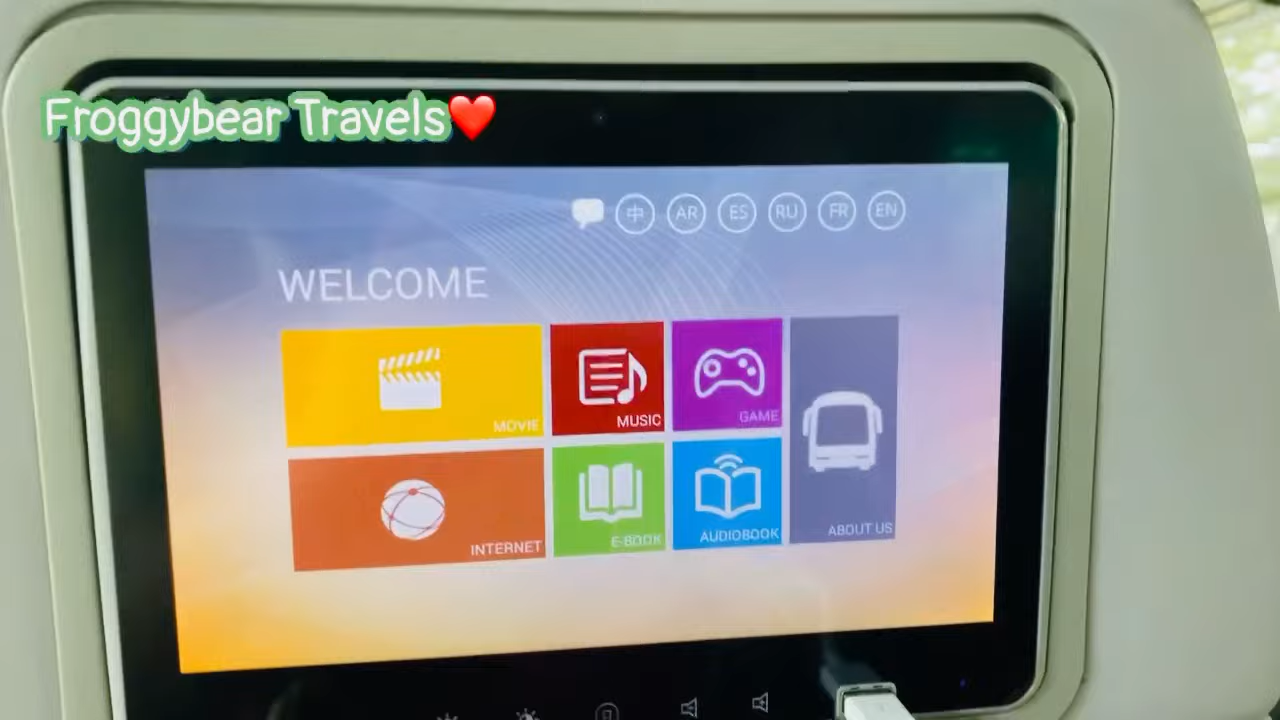 Froggybear Travels❤️
中 AR ES RU FR EN
WELCOME
MOVIE
MUSIC
GAME
INTERNET
E-BOOK
AUDIOBOOK
ABOUT US